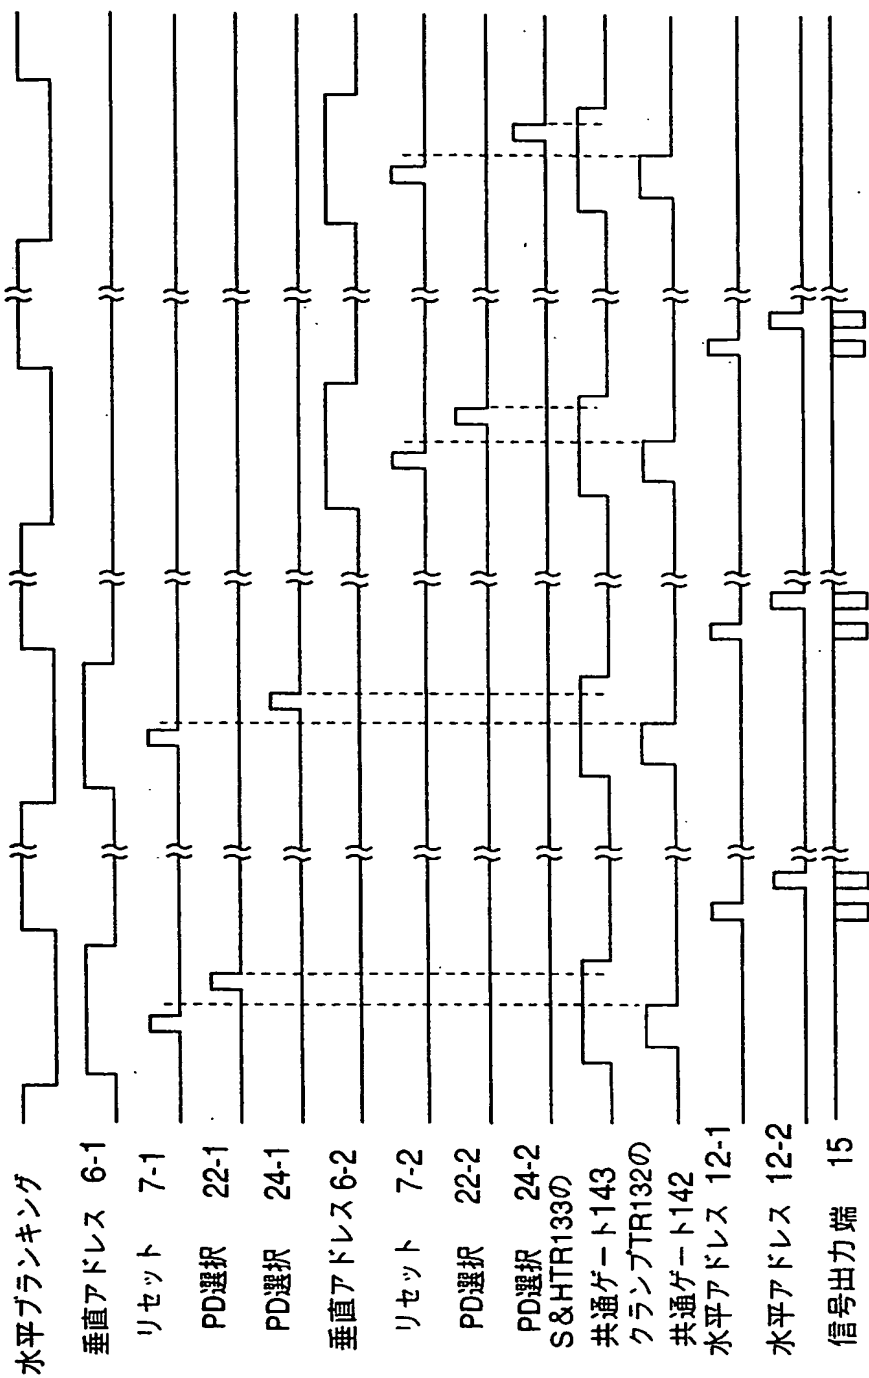 水平ブランキング
垂直アドレス 6-1
リセット 7-1
PD選択 22-1
PD選択 24-1
垂直アドレス 6-2
リセット 7-2
PD選択 22-2
PD選択 24-2
S&HTR133の
共通ゲート143
クランプTR132の
共通ゲート142
水平アドレス 12-1
水平アドレス 12-2
信号出力端 15